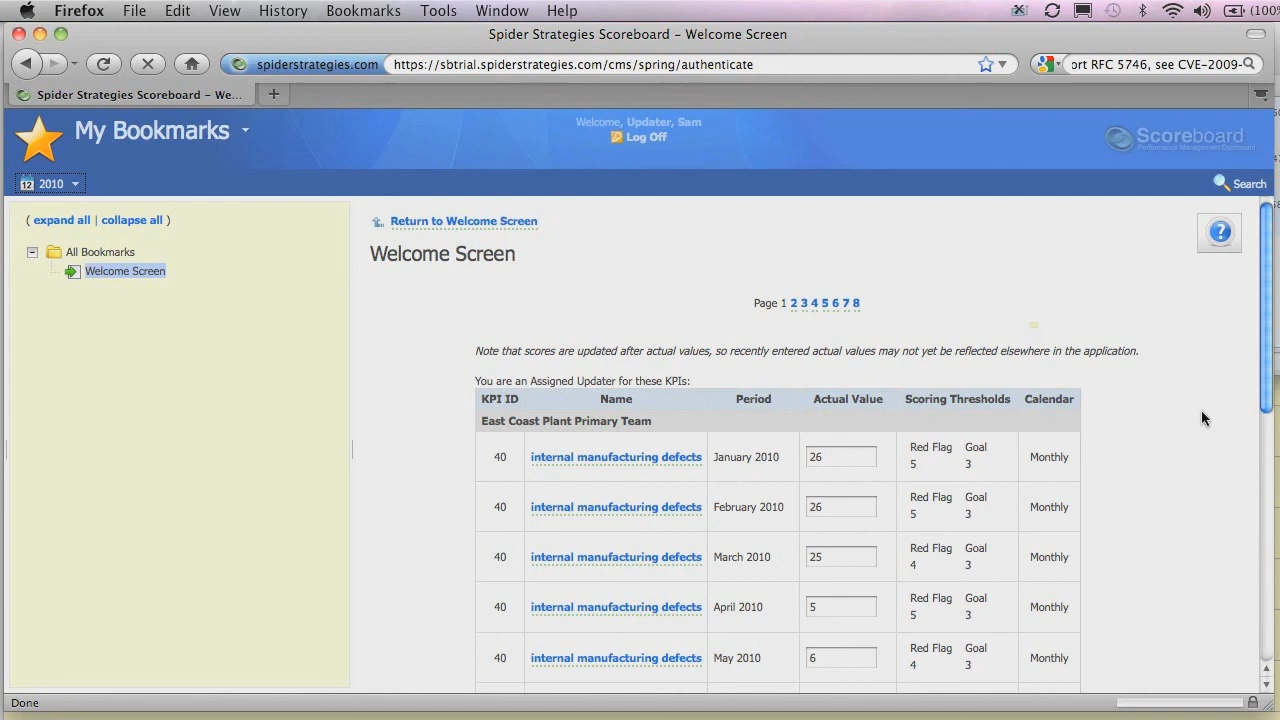 Firefox File Edit View History Bookmarks Tools Window Help (100%
Spider Strategies Scoreboard – Welcome Screen
spiderstrategies.com https://sbtrial.spiderstrategies.com/cms/spring/authenticate ort RFC 5746, see CVE-2009-
Spider Strategies Scoreboard – We... +
My Bookmarks
Welcome, Updater, Sam
Log Off
Scoreboard
Performance Management Dashboard
12 2010 Search
( expand all | collapse all )
All Bookmarks
Welcome Screen
Return to Welcome Screen
?
Welcome Screen
Page 1 2 3 4 5 6 7 8
Note that scores are updated after actual values, so recently entered actual values may not yet be reflected elsewhere in the application.
You are an Assigned Updater for these KPIs:
KPI ID Name Period Actual Value Scoring Thresholds Calendar
East Coast Plant Primary Team
40 internal manufacturing defects January 2010 26 Red Flag 5 Goal 3 Monthly
40 internal manufacturing defects February 2010 26 Red Flag 5 Goal 3 Monthly
40 internal manufacturing defects March 2010 25 Red Flag 4 Goal 3 Monthly
40 internal manufacturing defects April 2010 5 Red Flag 5 Goal 3 Monthly
40 internal manufacturing defects May 2010 6 Red Flag 4 Goal 3 Monthly
Done